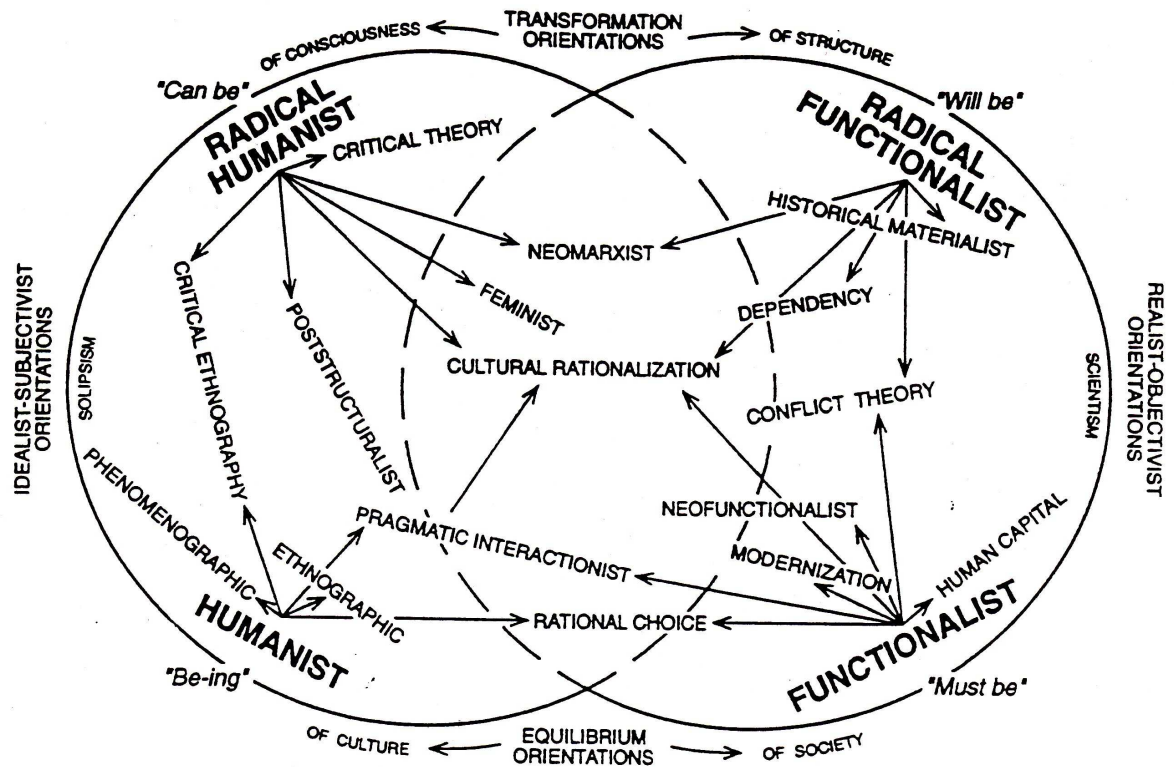 TRANSFORMATION
ORIENTATIONS
OF CONSCIOUSNESS
OF STRUCTURE
"Can be"
"Will be"
RADICAL
HUMANIST
RADICAL
FUNCTIONALIST
CRITICAL THEORY
HISTORICAL MATERIALIST
NEOMARXIST
CRITICAL ETHNOGRAPHY
FEMINIST
DEPENDENCY
POSTSTRUCTURALIST
IDEALIST-SUBJECTIVIST
ORIENTATIONS
SOLIPSISM
CULTURAL RATIONALIZATION
REALIST-OBJECTIVIST
ORIENTATIONS
SCIENTISM
CONFLICT THEORY
PHENOMENOGRAPHIC
PRAGMATIC INTERACTIONIST
NEOFUNCTIONALIST
HUMAN CAPITAL
ETHNOGRAPHIC
MODERNIZATION
HUMANIST
RATIONAL CHOICE
FUNCTIONALIST
"Be-ing"
"Must be"
OF CULTURE
EQUILIBRIUM
ORIENTATIONS
OF SOCIETY